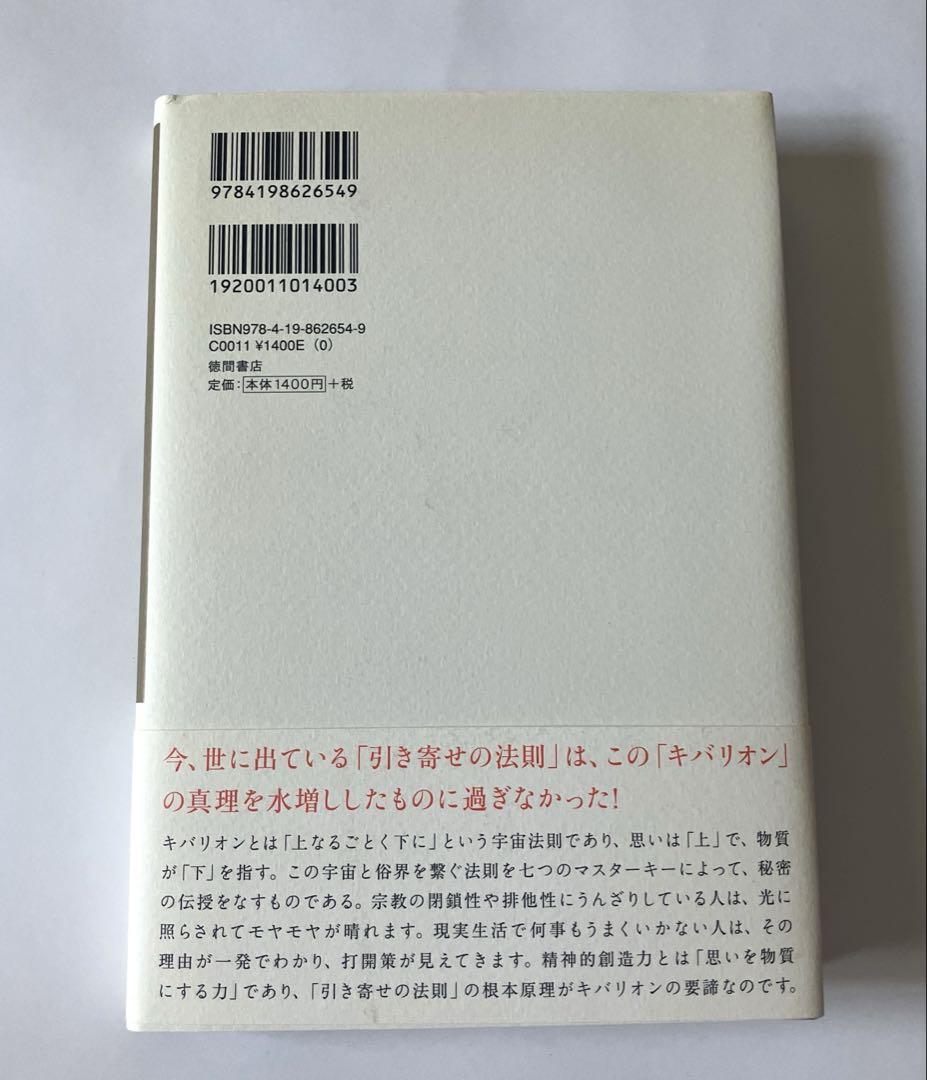 9784198626549
1920011014003
ISBN978-4-19-862654-9
C0011 ¥1400E (0)
徳間書店
定価：本体1400円＋税
今、世に出ている「引き寄せの法則」は、この「キバリオン」
の真理を水増ししたものに過ぎなかった！
キバリオンとは「上なるごとく下に」という宇宙法則であり、思いは「上」で、物質
が「下」を指す。この宇宙と俗界を繋ぐ法則を七つのマスターキーによって、秘密
の伝授をなすものである。宗教の閉鎖性や排他性にうんざりしている人は、光に
照らされてモヤモヤが晴れます。現実生活で何事もうまくいかない人は、その
理由が一発でわかり、打開策が見えてきます。精神的創造力とは「思いを物質
にする力」であり、「引き寄せの法則」の根本原理がキバリオンの要諦なのです。